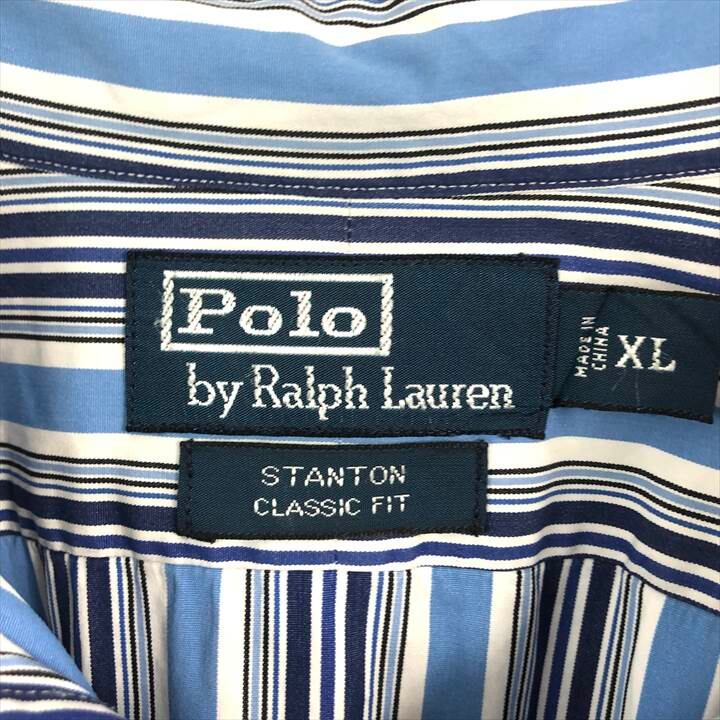 Polo
by Ralph Lauren
MADE IN
CHINA
XL
STANTON
CLASSIC FIT